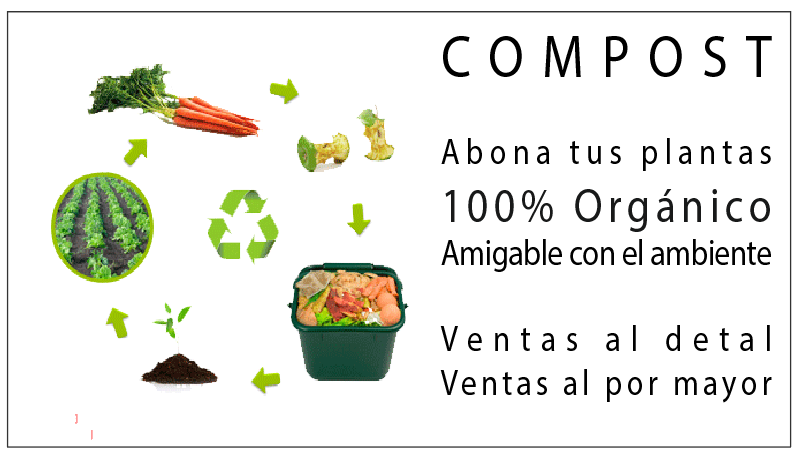 COMPOST
Abona tus plantas
100% Orgánico
Amigable con el ambiente
Ventas al detal
Ventas al por mayor